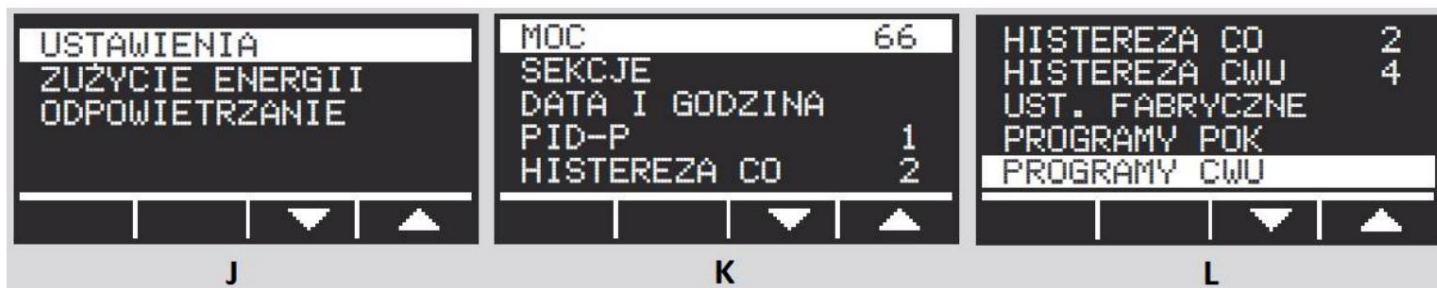 USTAWIENIA
ZUŻYCIE ENERGII
ODPOWIETRZANIE
J
MOC 66
SEKCJE
DATA I GODZINA
PID-P 1
HISTEREZA CO 2
K
HISTEREZA CO 2
HISTEREZA CWU 4
UST. FABRYCZNE
PROGRAMY POK
PROGRAMY CWU
L